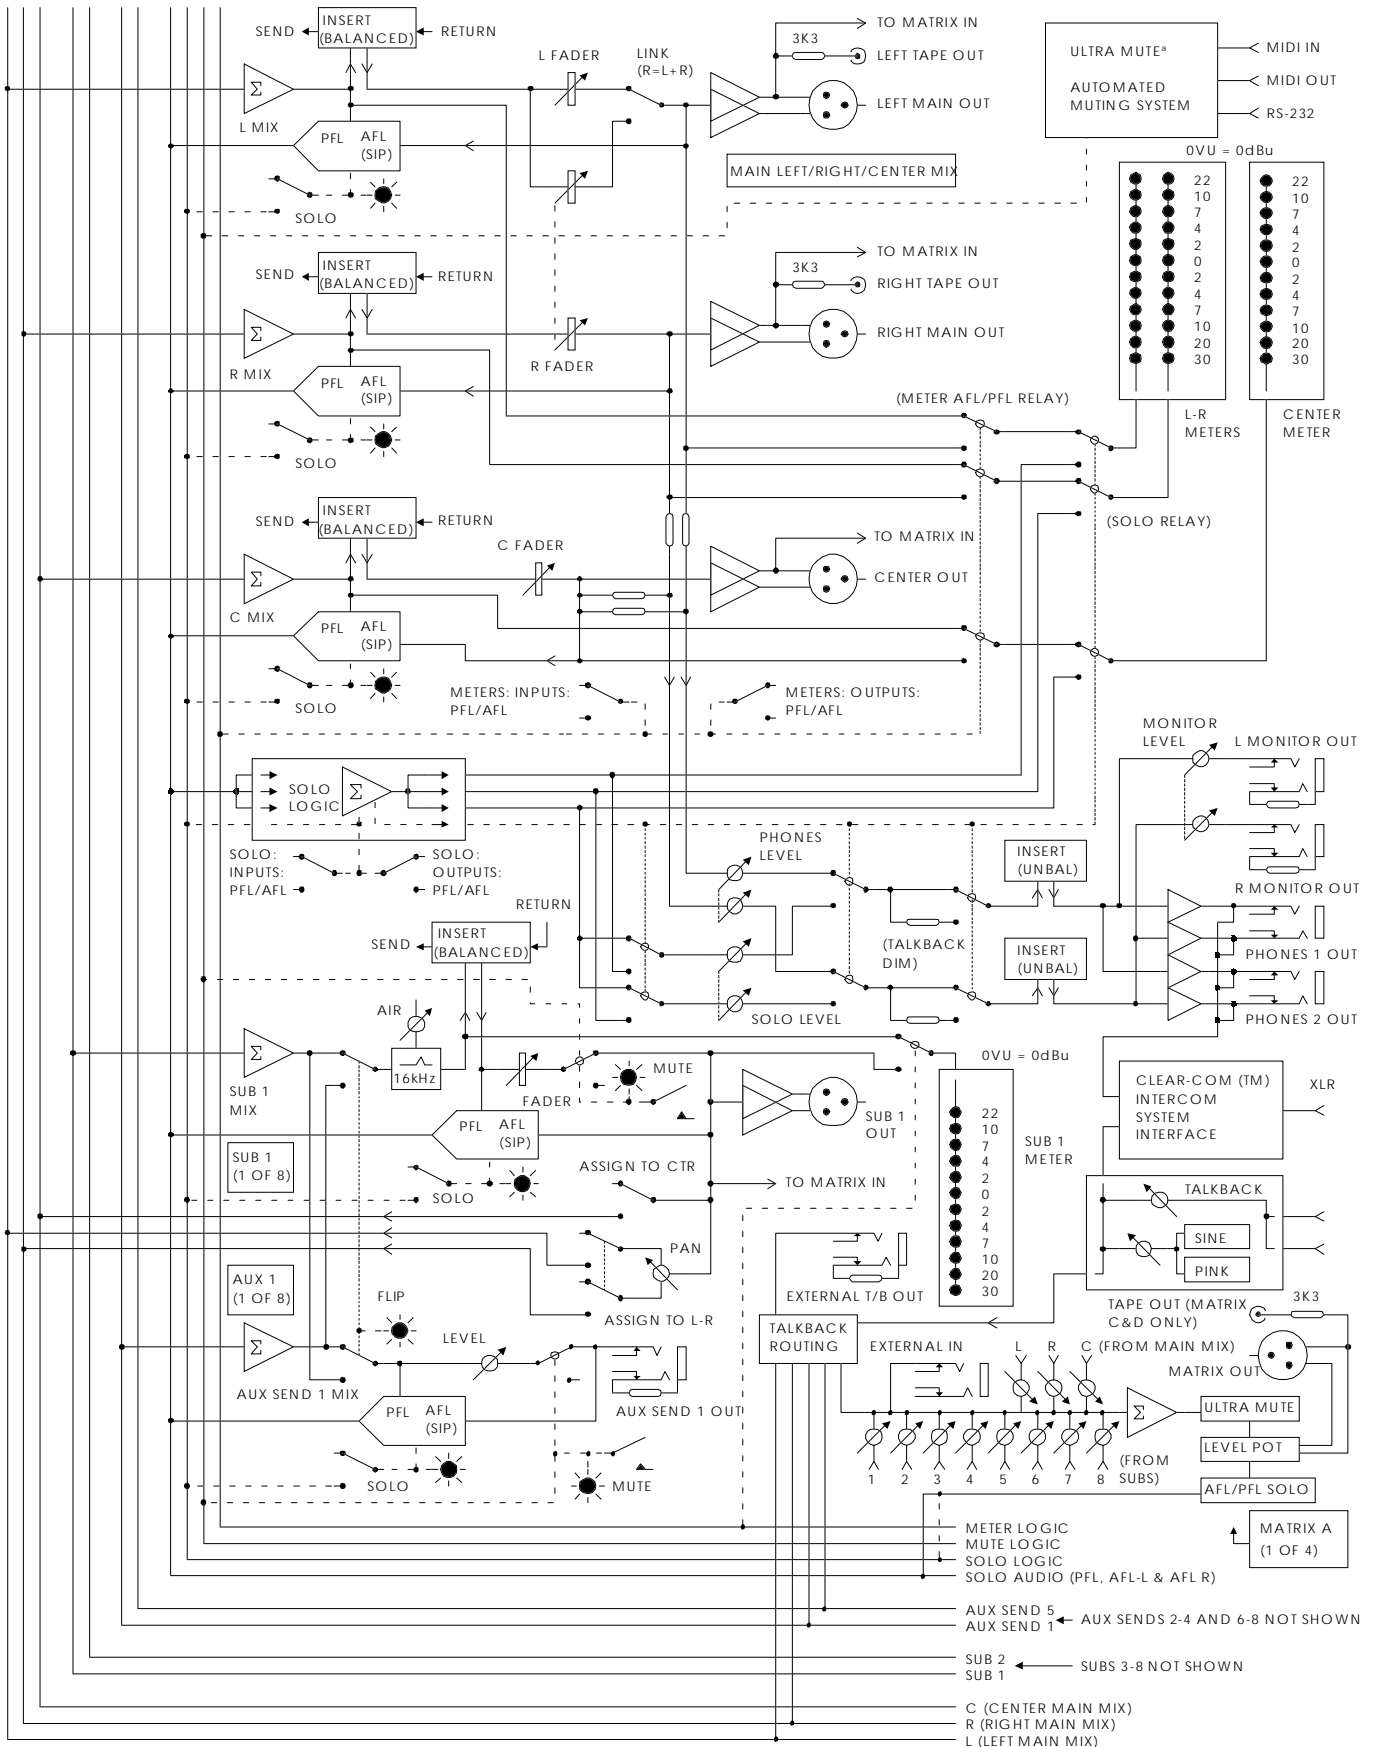 INSERT
(BALANCED)
SEND
RETURN
L FADER
LINK
(R=L+R)
TO MATRIX IN
3K3
LEFT TAPE OUT
LEFT MAIN OUT
ULTRA MUTEª
AUTOMATED
MUTING SYSTEM
MIDI IN
MIDI OUT
RS-232
Σ
L MIX
PFL
AFL
(SIP)
SOLO
MAIN LEFT/RIGHT/CENTER MIX
0VU = 0dBu
22
10
7
4
2
0
2
4
7
10
20
30
22
10
7
4
2
0
2
4
7
10
20
30
L-R
METERS
CENTER
METER
INSERT
(BALANCED)
SEND
RETURN
TO MATRIX IN
3K3
RIGHT TAPE OUT
RIGHT MAIN OUT
Σ
R MIX
R FADER
PFL
AFL
(SIP)
SOLO
(METER AFL/PFL RELAY)
(SOLO RELAY)
INSERT
(BALANCED)
SEND
RETURN
C FADER
TO MATRIX IN
CENTER OUT
Σ
C MIX
PFL
AFL
(SIP)
SOLO
METERS: INPUTS:
PFL/AFL
METERS: OUTPUTS:
PFL/AFL
MONITOR
LEVEL
L MONITOR OUT
SOLO
LOGIC
Σ
SOLO:
INPUTS:
PFL/AFL
SOLO:
OUTPUTS:
PFL/AFL
PHONES
LEVEL
INSERT
(UNBAL)
R MONITOR OUT
RETURN
INSERT
(BALANCED)
SEND
(TALKBACK
DIM)
INSERT
(UNBAL)
PHONES 1 OUT
SOLO LEVEL
PHONES 2 OUT
AIR
16kHz
Σ
SUB 1
MIX
FADER
MUTE
0VU = 0dBu
22
10
7
4
2
0
2
4
7
10
20
30
SUB 1
METER
SUB 1
OUT
CLEAR-COM (TM)
INTERCOM
SYSTEM
INTERFACE
XLR
PFL
AFL
(SIP)
SUB 1
(1 OF 8)
SOLO
ASSIGN TO CTR
TO MATRIX IN
TALKBACK
SINE
PINK
PAN
AUX 1
(1 OF 8)
FLIP
ASSIGN TO L-R
EXTERNAL T/B OUT
TAPE OUT (MATRIX
C&D ONLY)
3K3
Σ
AUX SEND 1 MIX
LEVEL
TALKBACK
ROUTING
EXTERNAL IN
L
R
C (FROM MAIN MIX)
MATRIX OUT
PFL
AFL
(SIP)
AUX SEND 1 OUT
Σ
ULTRA MUTE
LEVEL POT
AFL/PFL SOLO
1
2
3
4
5
6
7
8
(FROM
SUBS)
SOLO
MUTE
METER LOGIC
MUTE LOGIC
SOLO LOGIC
SOLO AUDIO (PFL, AFL-L & AFL R)
MATRIX A
(1 OF 4)
AUX SEND 5
AUX SEND 1
AUX SENDS 2-4 AND 6-8 NOT SHOWN
SUB 2
SUB 1
SUBS 3-8 NOT SHOWN
C (CENTER MAIN MIX)
R (RIGHT MAIN MIX)
L (LEFT MAIN MIX)